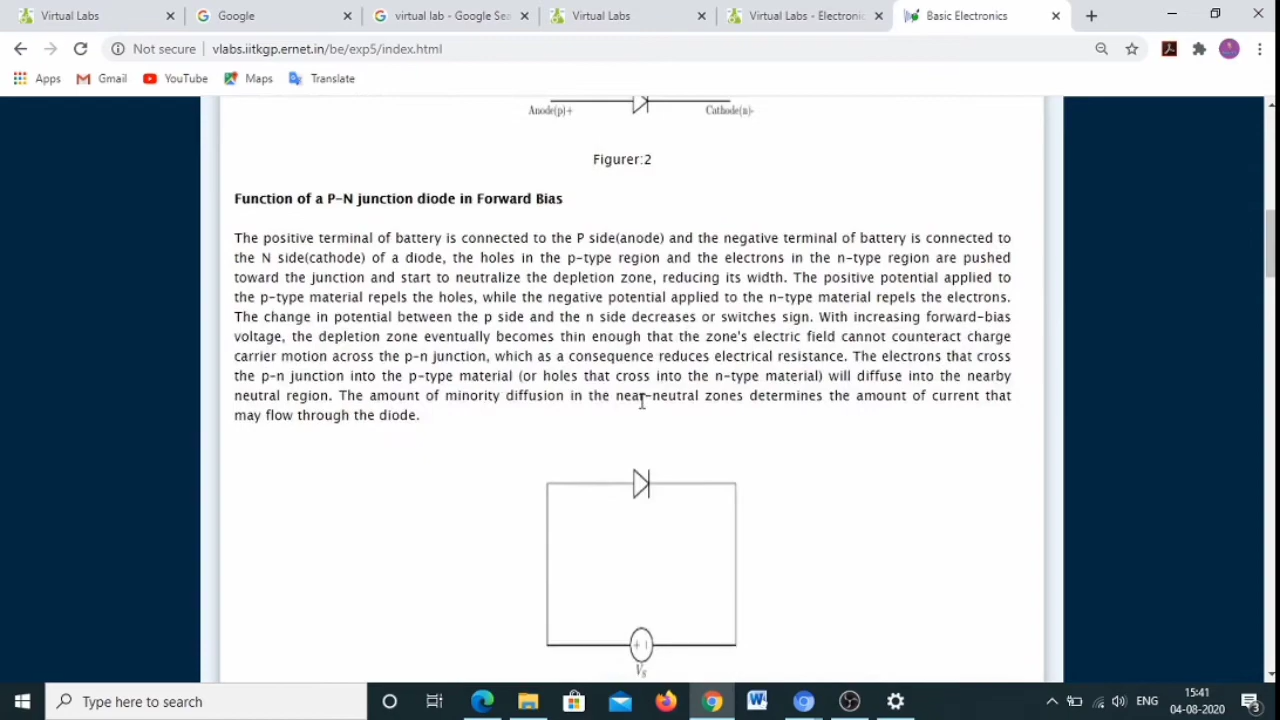 Virtual Labs
Google
virtual lab - Google Sea
Virtual Labs
Virtual Labs - Electronic
Basic Electronics
Not secure
vlabs.iitkgp.ernet.in/be/exp5/index.html
Apps
Gmail
YouTube
Maps
Translate
Anode(p)+
Cathode(n)-
Figurer:2
Function of a P-N junction diode in Forward Bias
The positive terminal of battery is connected to the P side(anode) and the negative terminal of battery is connected to
the N side(cathode) of a diode, the holes in the p-type region and the electrons in the n-type region are pushed
toward the junction and start to neutralize the depletion zone, reducing its width. The positive potential applied to
the p-type material repels the holes, while the negative potential applied to the n-type material repels the electrons.
The change in potential between the p side and the n side decreases or switches sign. With increasing forward-bias
voltage, the depletion zone eventually becomes thin enough that the zone's electric field cannot counteract charge
carrier motion across the p-n junction, which as a consequence reduces electrical resistance. The electrons that cross
the p-n junction into the p-type material (or holes that cross into the n-type material) will diffuse into the nearby
neutral region. The amount of minority diffusion in the near-neutral zones determines the amount of current that
may flow through the diode.
+ |
Vs
Type here to search
ENG
15:41
04-08-2020
3